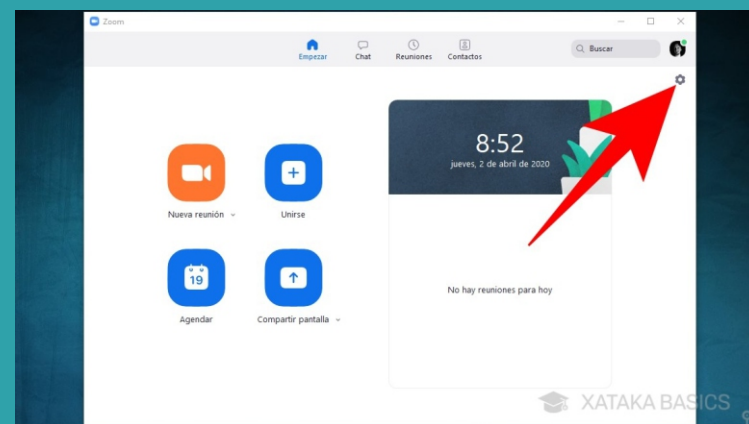 Zoom
Empezar
Chat
Reuniones
Contactos
Buscar
8:52
jueves, 2 de abril de 2020
Nueva reunión
Unirse
19
Agendar
Compartir pantalla
No hay reuniones para hoy
XATAKA BASICS